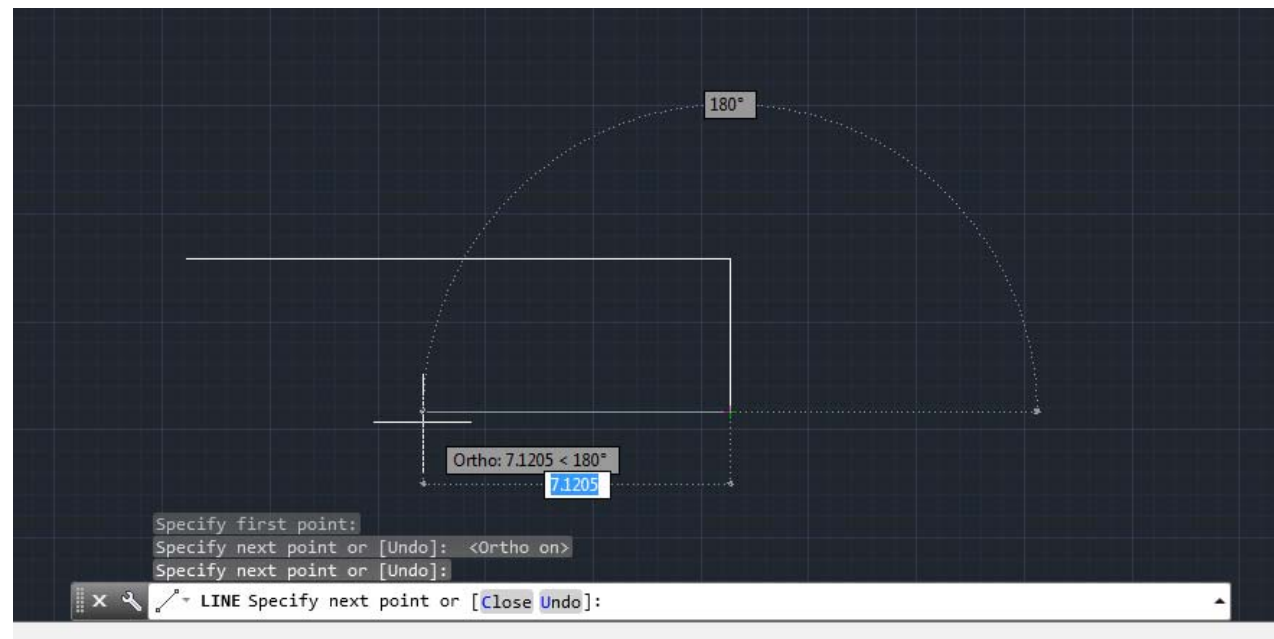 180°
Ortho: 7.1205 < 180°
7.1205
Specify first point:
Specify next point or [Undo]:  <Ortho on>
Specify next point or [Undo]:
LINE Specify next point or [Close Undo]: